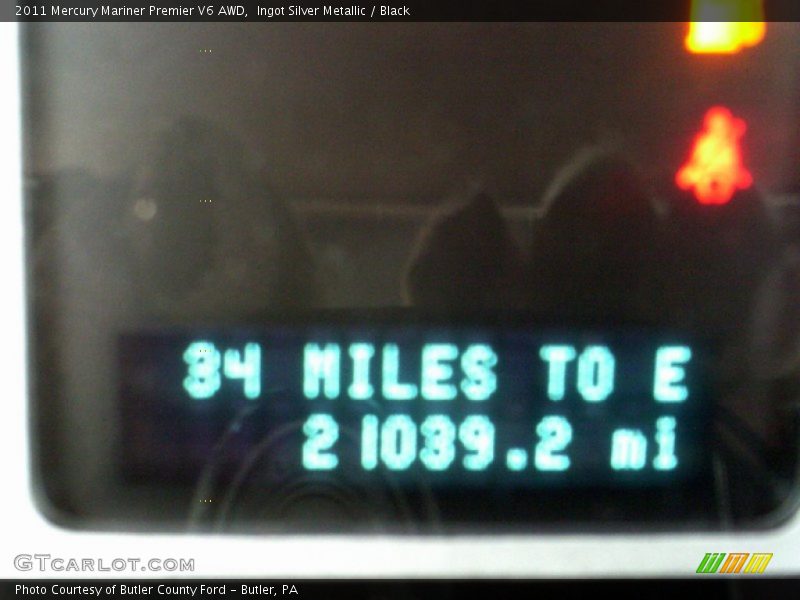 2011 Mercury Mariner Premier V6 AWD,  Ingot Silver Metallic / Black
34 MILES TO E
21039.2 mi
GTCARLOT.COM
Photo Courtesy of Butler County Ford - Butler, PA